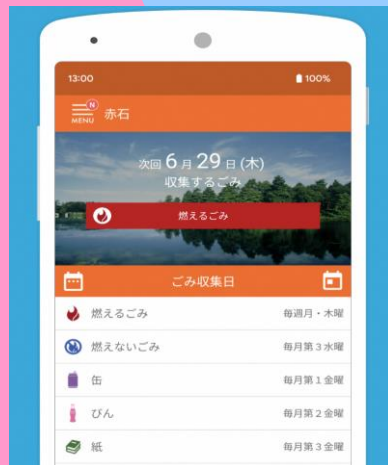 13:00 100%
N
MENU 赤石
次回 6 月 29 日 (木)
収集するごみ
燃えるごみ
ごみ収集日
燃えるごみ 毎週月・木曜
燃えないごみ 毎月第3水曜
缶 毎月第1金曜
びん 毎月第2金曜
紙 毎月第3金曜